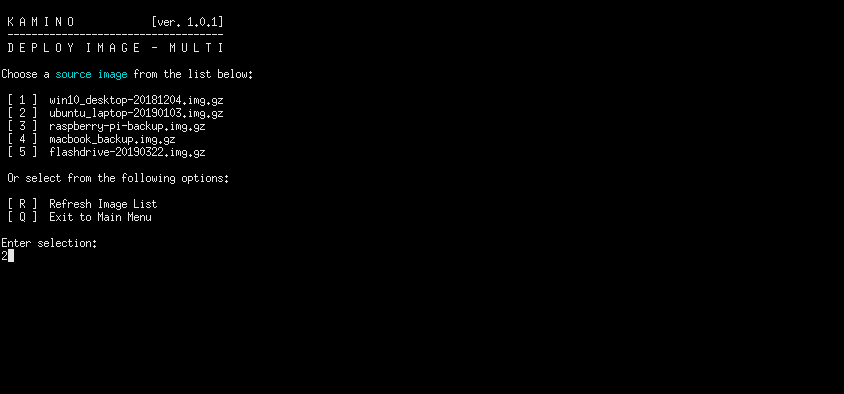 K A M I N O [ver. 1.0.1]
------------------------------------
D E P L O Y I M A G E - M U L T I
Choose a source image from the list below:
[ 1 ] win10_desktop-20181204.img.gz
[ 2 ] ubuntu_laptop-20190103.img.gz
[ 3 ] raspberry-pi-backup.img.gz
[ 4 ] macbook_backup.img.gz
[ 5 ] flashdrive-20190322.img.gz
Or select from the following options:
[ R ] Refresh Image List
[ Q ] Exit to Main Menu
Enter selection:
2